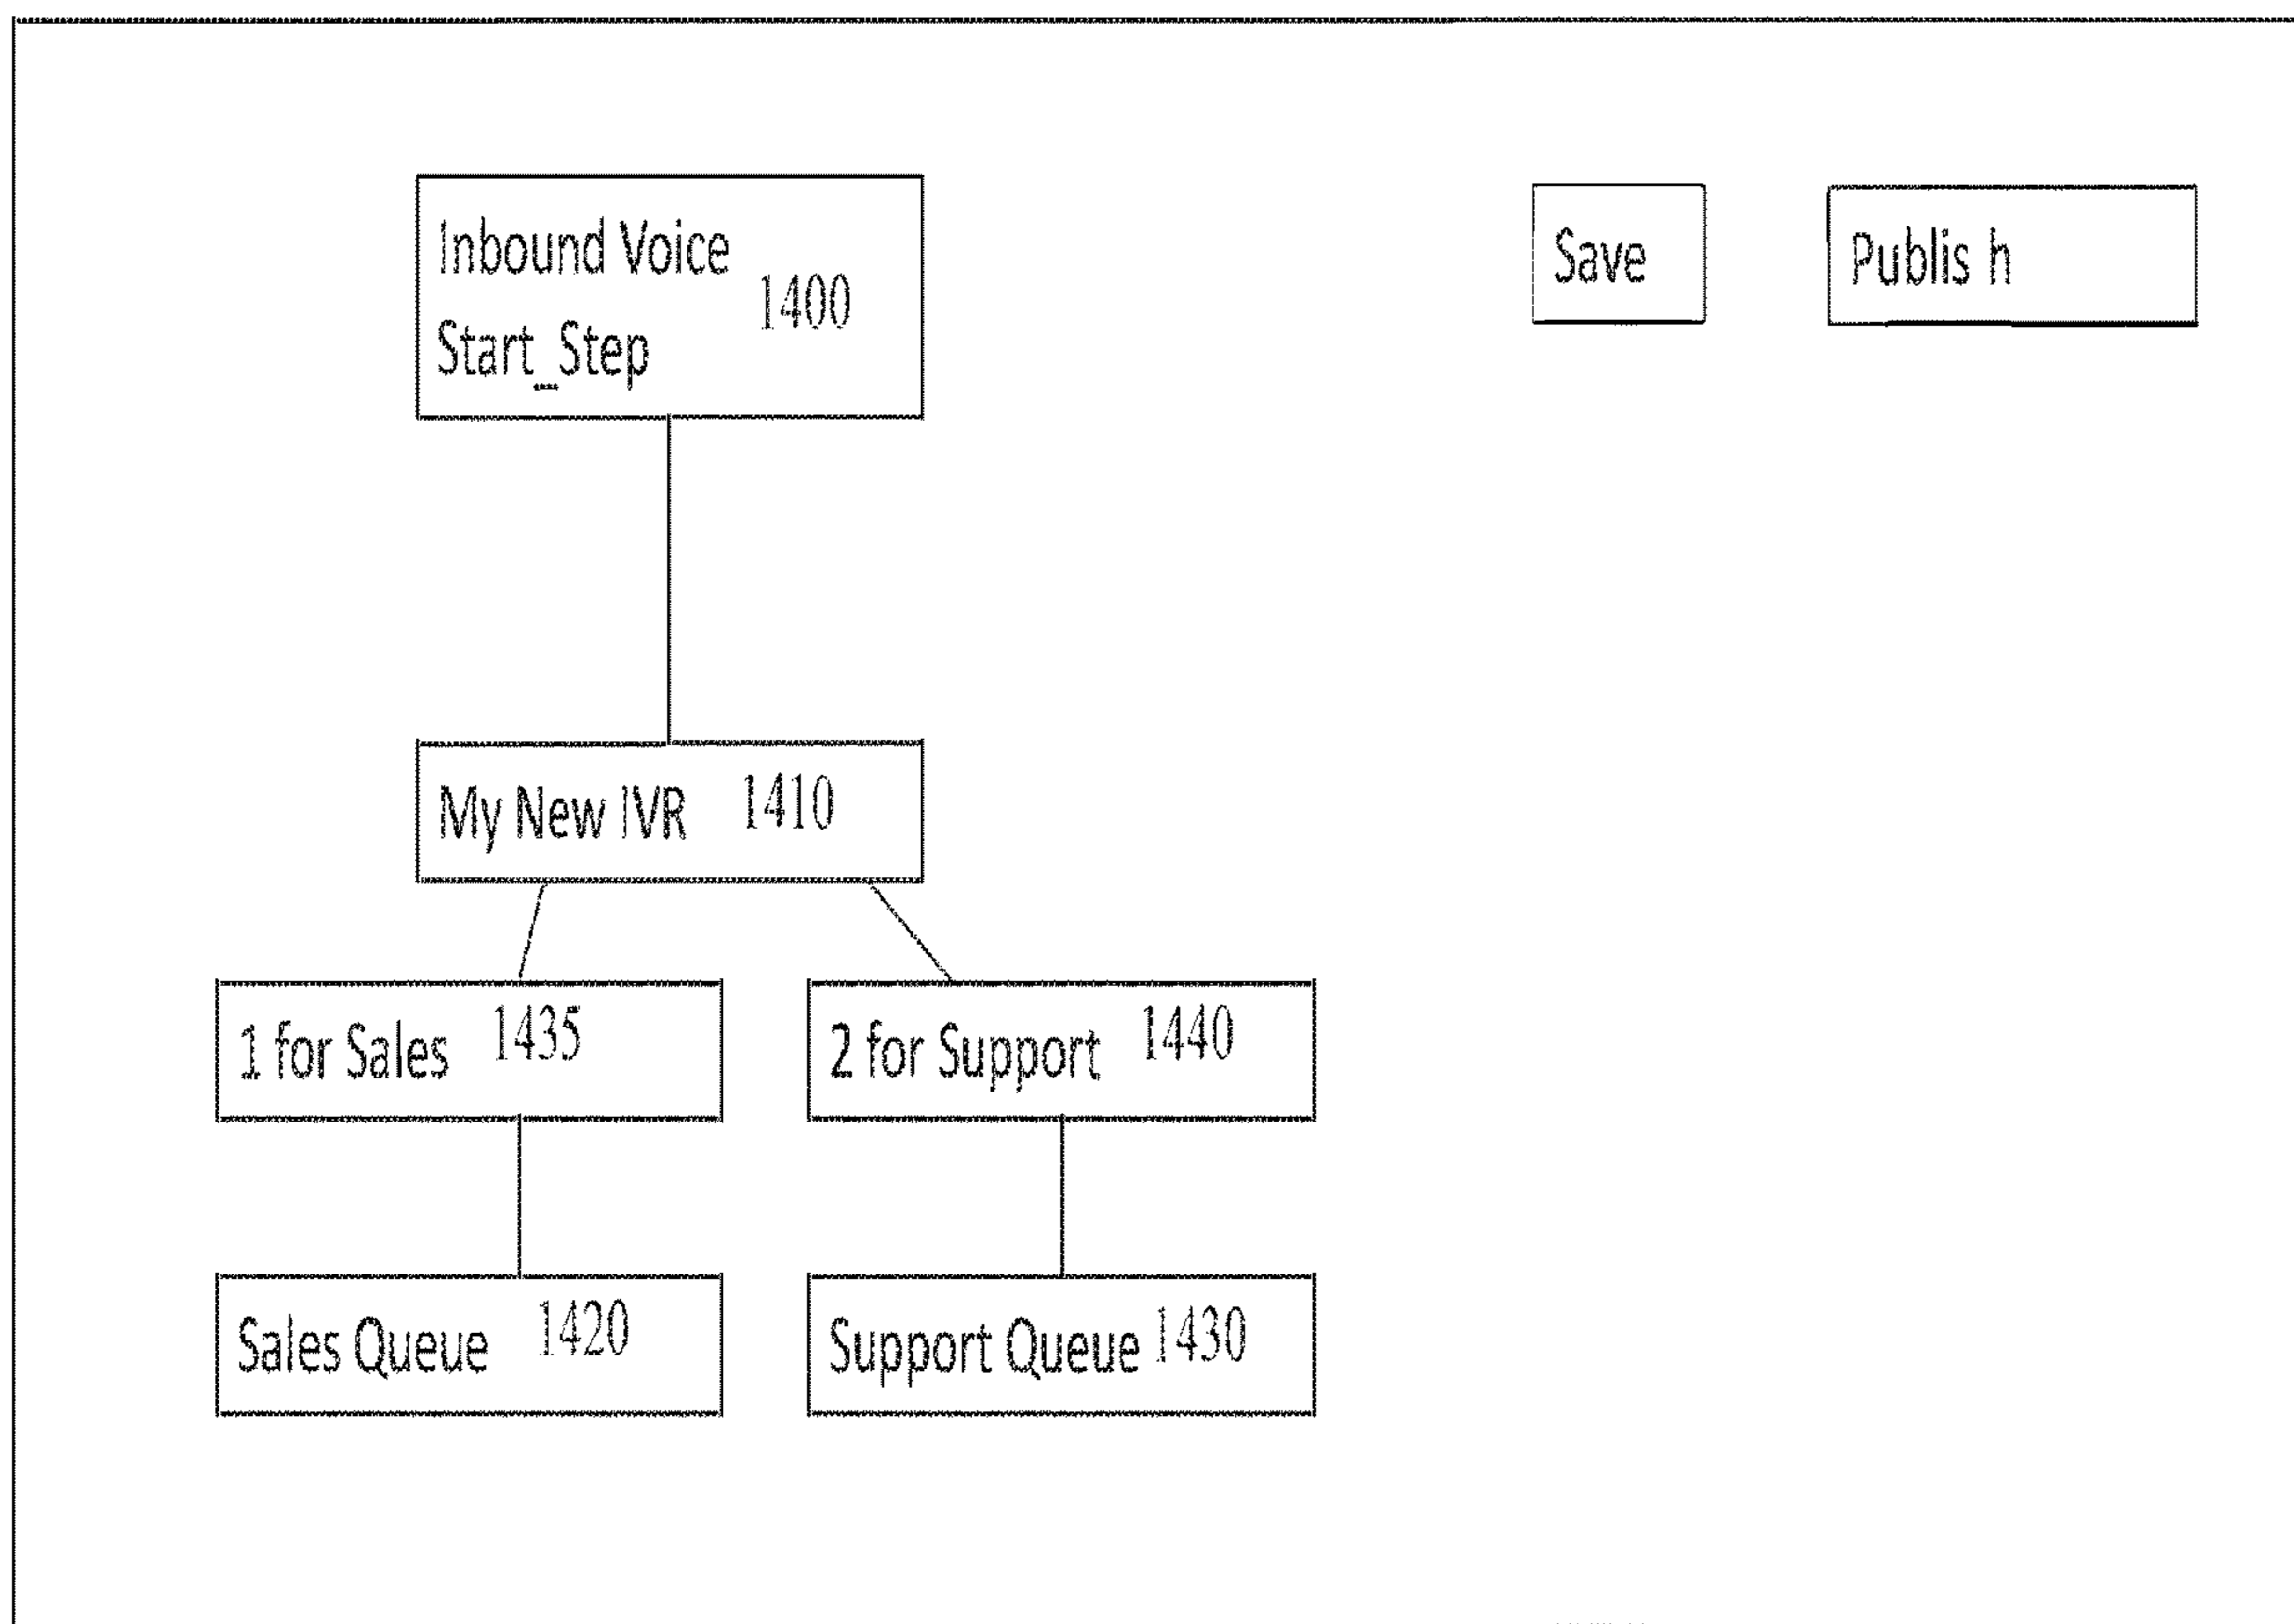 Inbound Voice
Start_Step
1400
Save
Publis h
My New IVR 1410
1 for Sales 1435
2 for Support 1440
Sales Queue 1420
Support Queue 1430